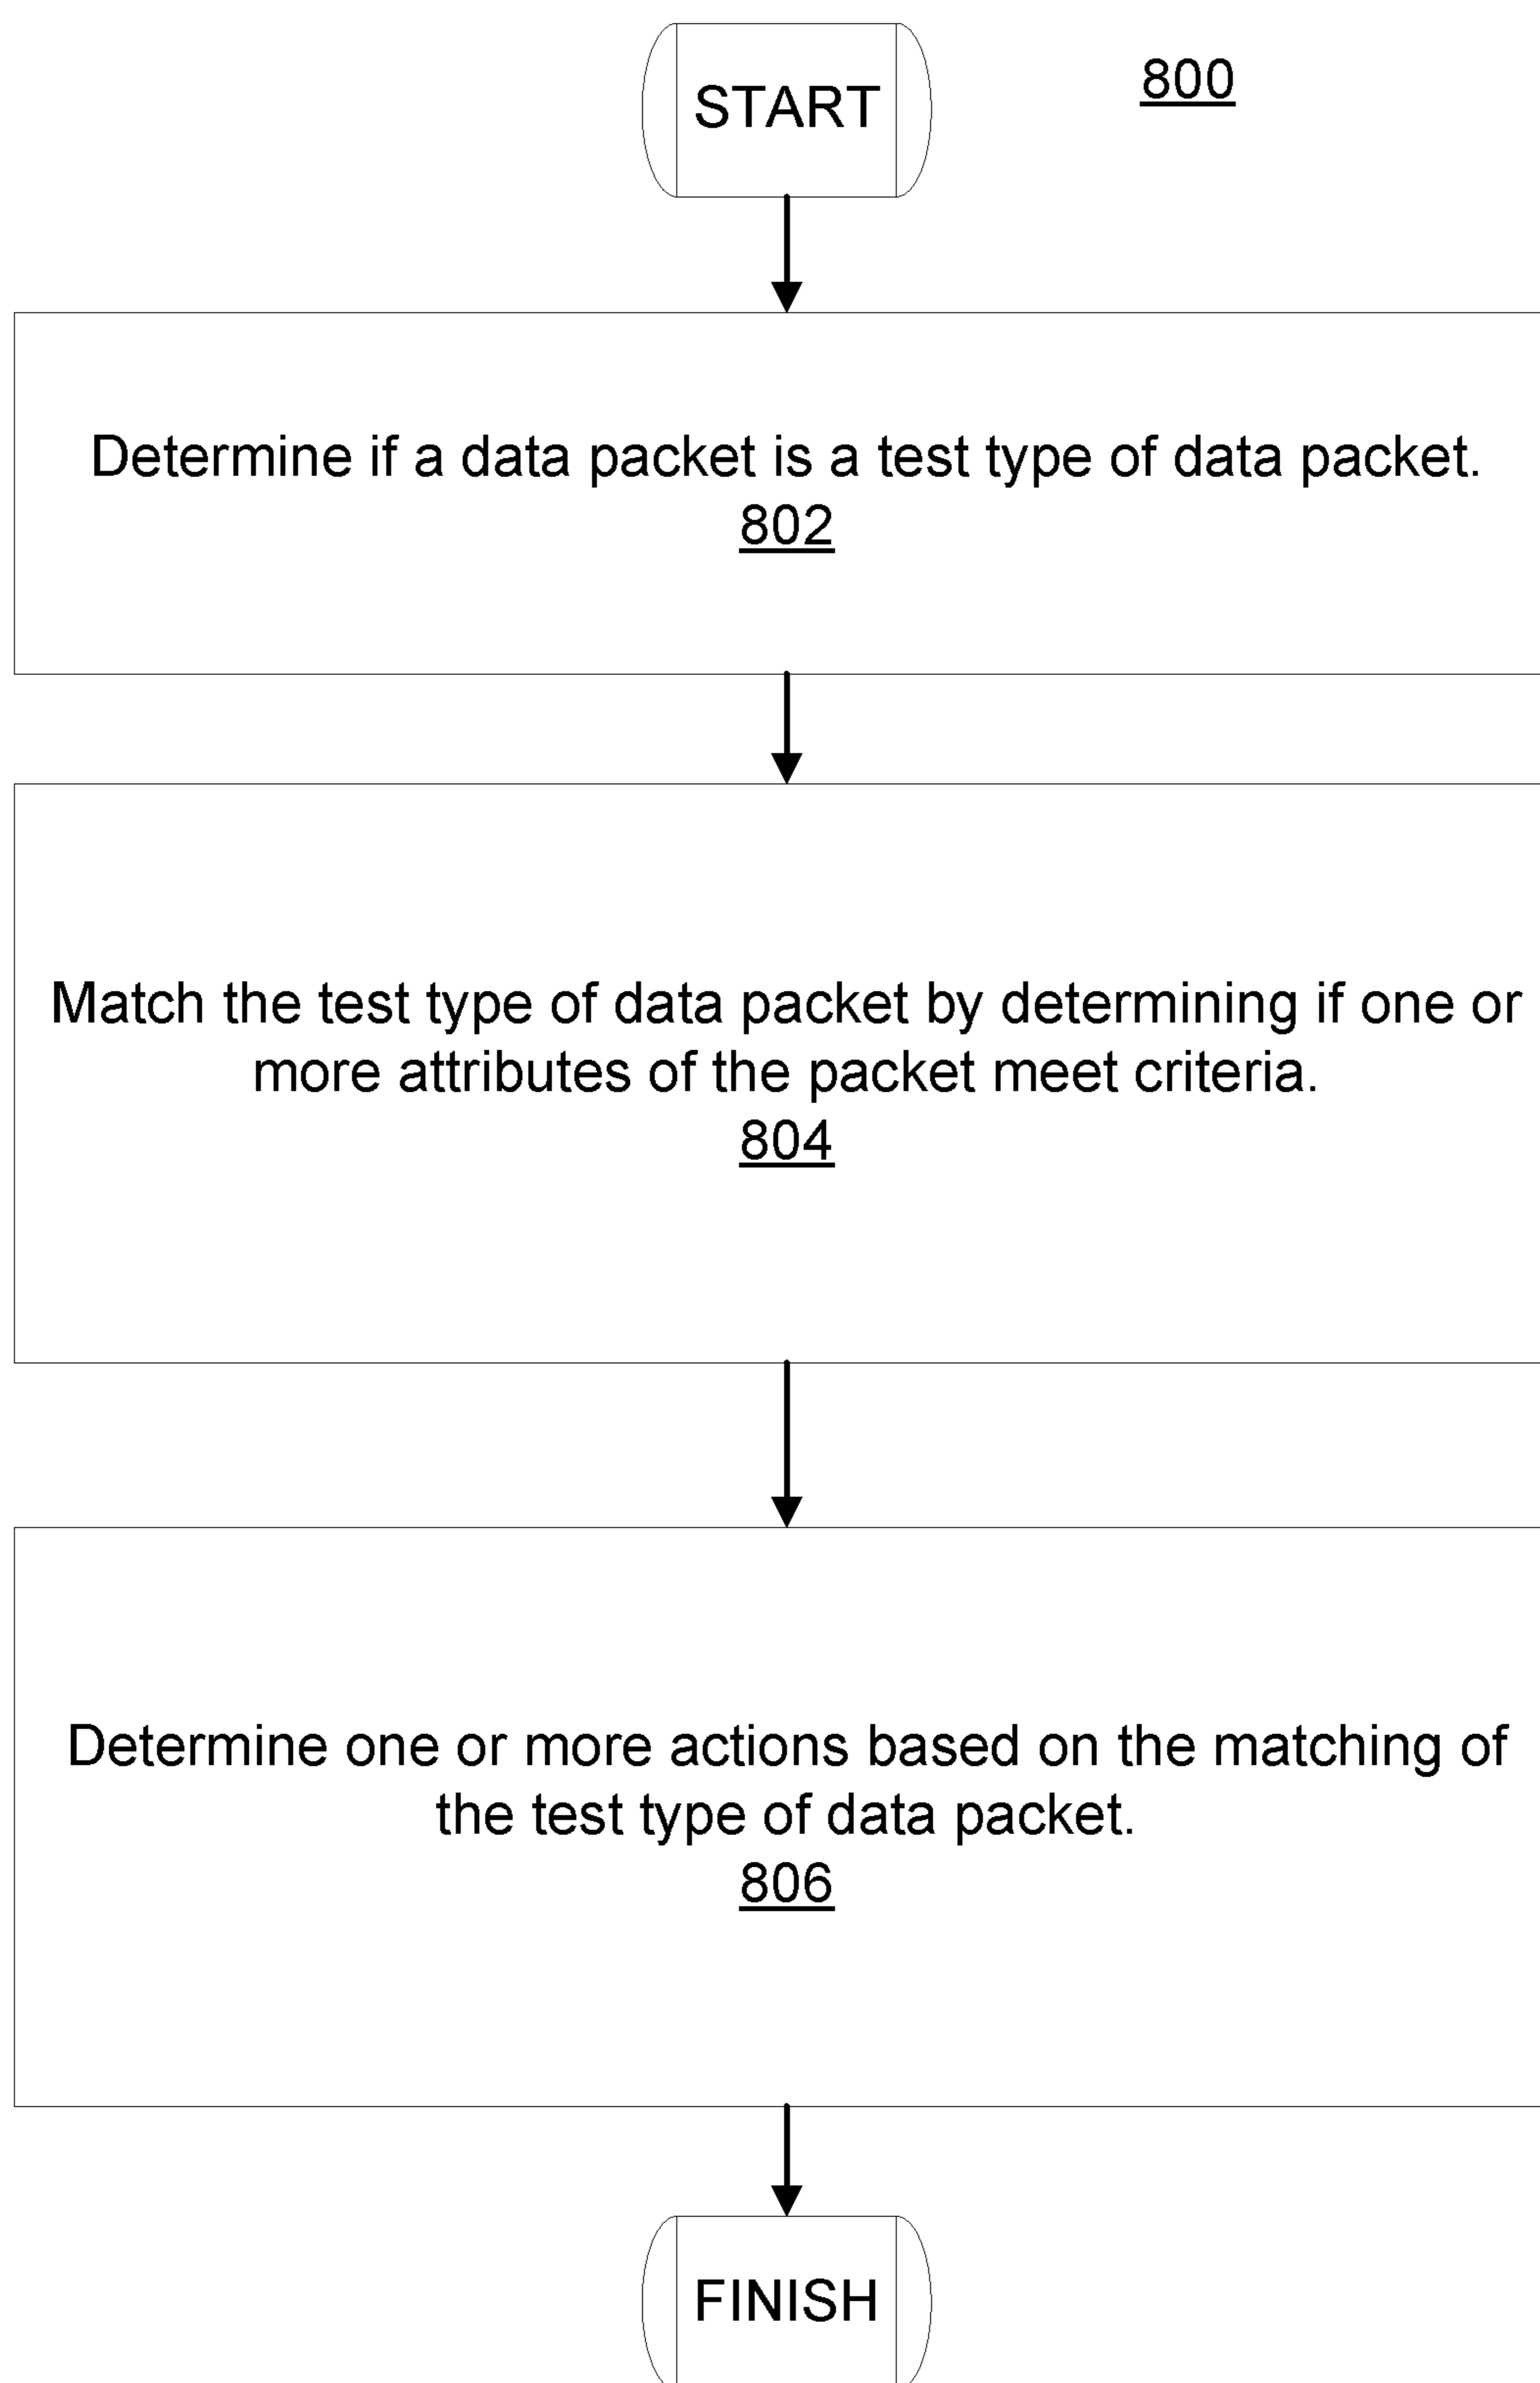 START
800
Determine if a data packet is a test type of data packet.
802
Match the test type of data packet by determining if one or
more attributes of the packet meet criteria.
804
Determine one or more actions based on the matching of
the test type of data packet.
806
FINISH